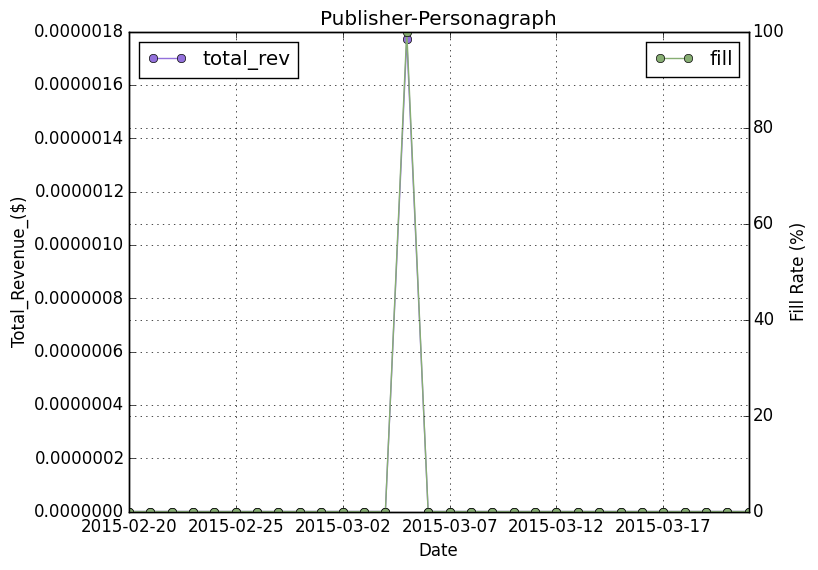 Publisher-Personagraph
total_rev
fill
Total_Revenue_($)
0.0000018
0.0000016
0.0000014
0.0000012
0.0000010
0.0000008
0.0000006
0.0000004
0.0000002
0.0000000
100
80
60
40
20
0
Fill Rate (%)
2015-02-20 2015-02-25 2015-03-02 2015-03-07 2015-03-12 2015-03-17
Date